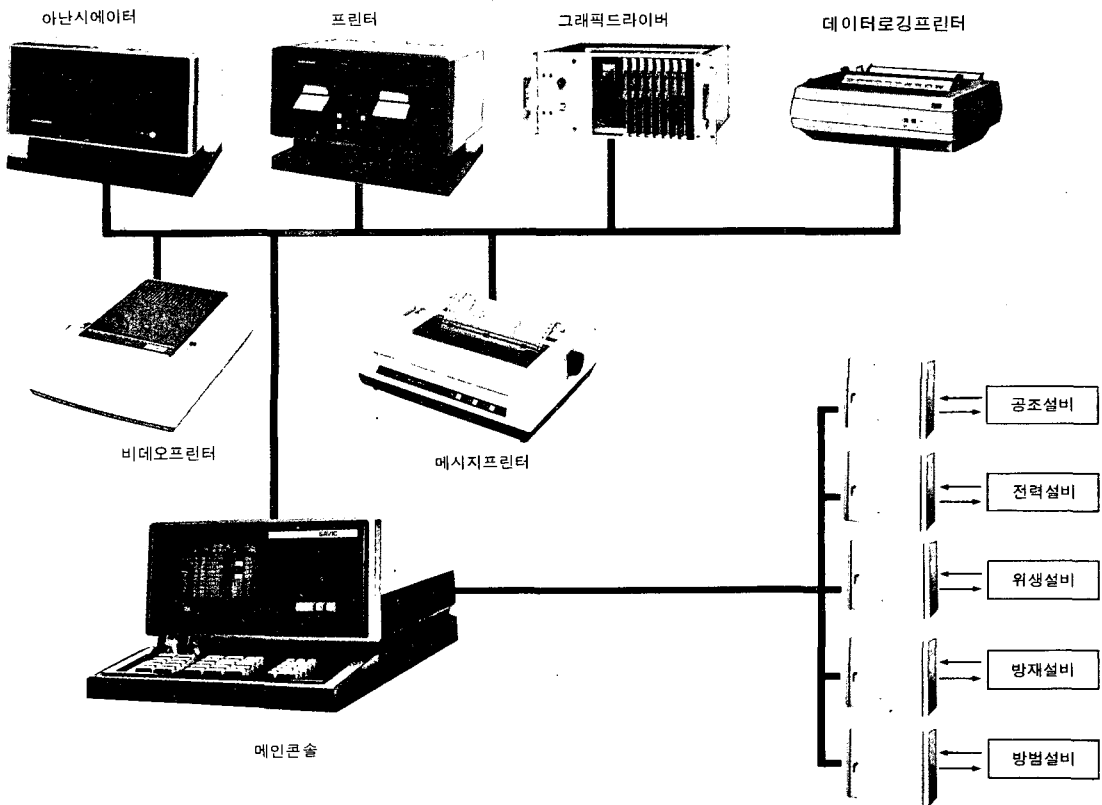 아난시에이터
프린터
그래픽드라이버
데이터로깅프린터
비데오프린터
메시지프린터
SAVIC
공조설비
전력설비
위생설비
방재설비
방범설비
메인콘솔